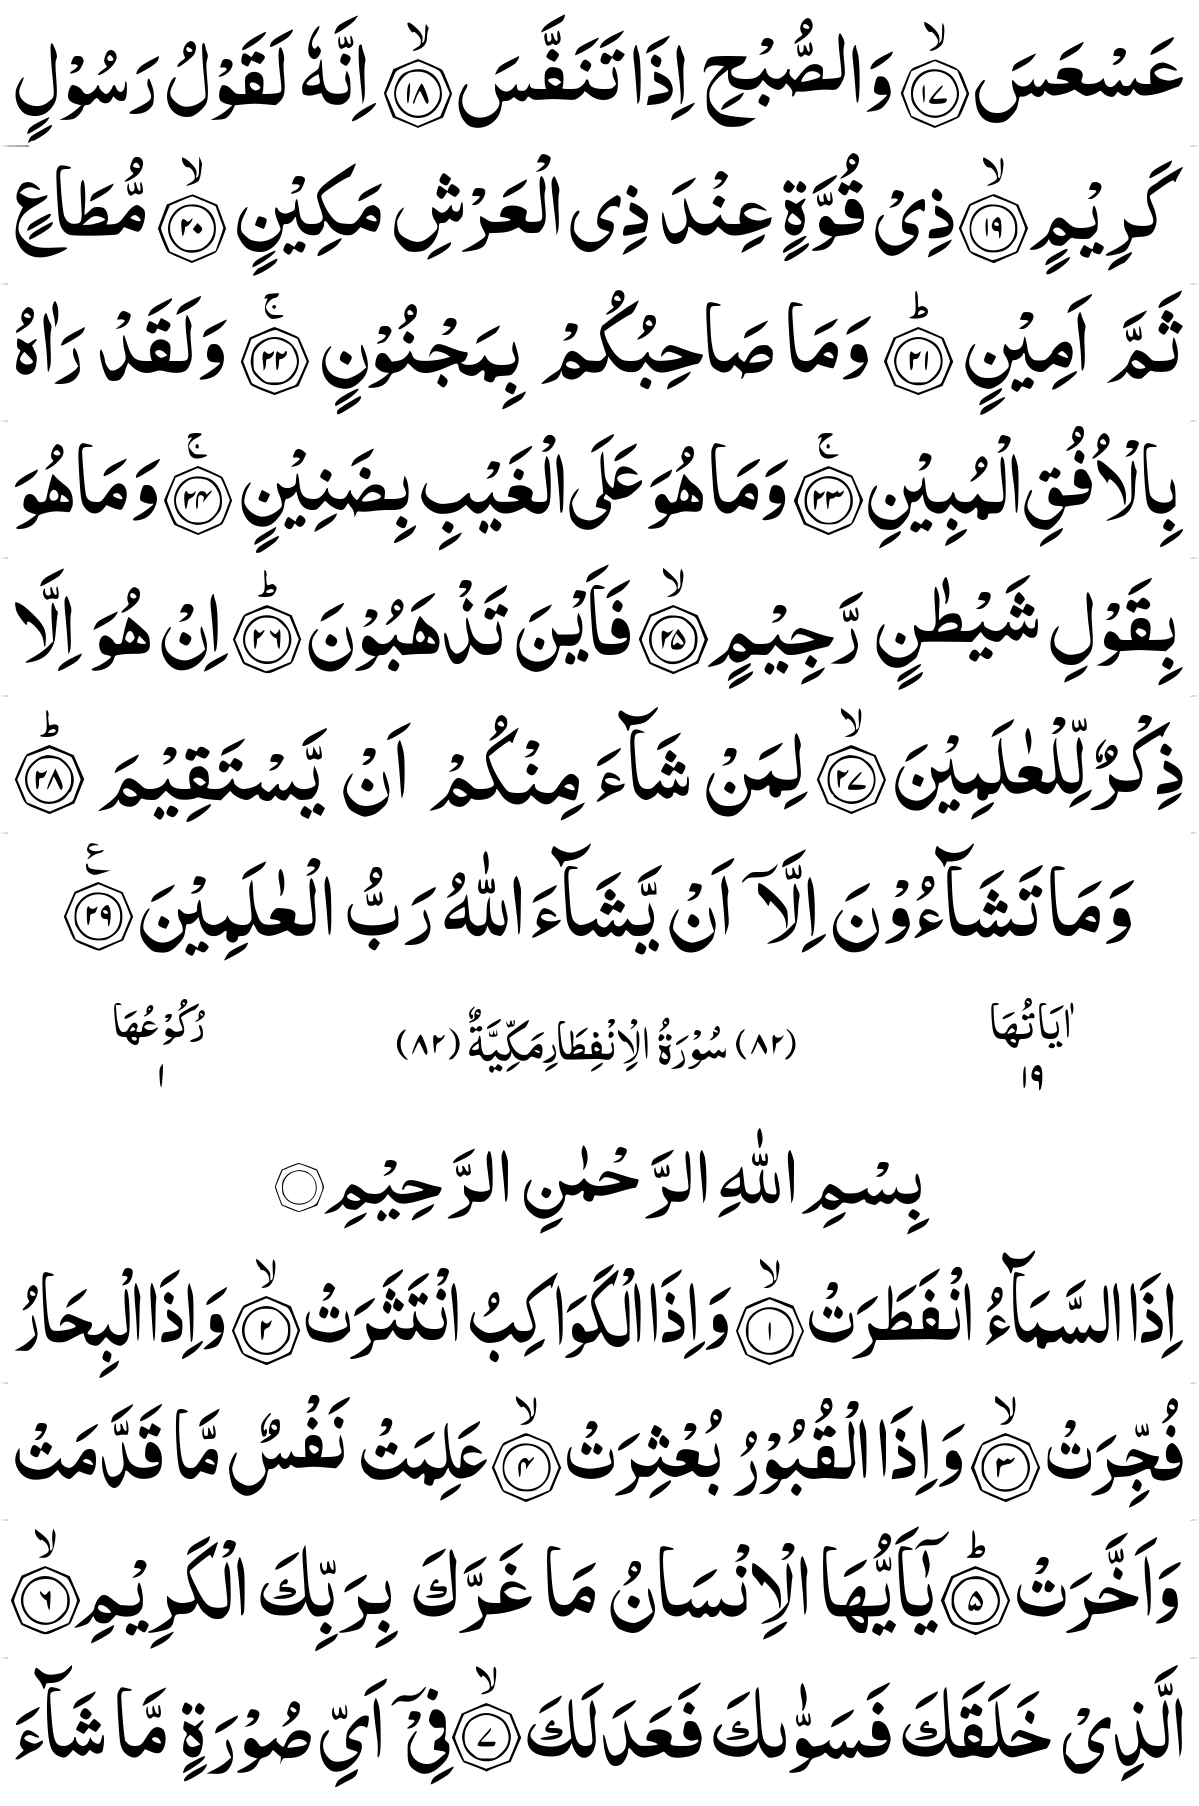 عَسْعَسَ ۙ﴿۱۷﴾ وَالصُّبْحِ اِذَا تَنَفَّسَ ۙ﴿۱۸﴾ اِنَّهٗ لَقَوْلُ رَسُوْلٍ
كَرِيْمٍ ۙ﴿۱۹﴾ ذِىْ قُوَّةٍ عِنْدَ ذِى الْعَرْشِ مَكِيْنٍ ۙ﴿۲۰﴾ مُّطَاعٍ
ثَمَّ اَمِيْنٍ ؕ﴿۲۱﴾ وَمَا صَاحِبُكُمْ بِمَجْنُوْنٍ ۚ﴿۲۲﴾ وَلَقَدْ رَاٰهُ
بِالْاُفُقِ الْمُبِيْنِ ۚ﴿۲۳﴾ وَمَا هُوَ عَلَى الْغَيْبِ بِضَنِيْنٍ ۚ﴿۲۴﴾ وَمَا هُوَ
بِقَوْلِ شَيْطٰنٍ رَّجِيْمٍ ۙ﴿۲۵﴾ فَاَيْنَ تَذْهَبُوْنَ ؕ﴿۲۶﴾ اِنْ هُوَ اِلَّا
ذِكْرٌ لِّلْعٰلَمِيْنَ ۙ﴿۲۷﴾ لِمَنْ شَآءَ مِنْكُمْ اَنْ يَّسْتَقِيْمَ ؕ﴿۲۸﴾
وَمَا تَشَآءُوْنَ اِلَّاۤ اَنْ يَّشَآءَ اللّٰهُ رَبُّ الْعٰلَمِيْنَ ﴿۲۹﴾ ع
اٰيَاتُهَا ۱۹ (۸۲) سُوْرَةُ الْاِنْفِطَارِ مَكِّيَّةٌ (۸۲) رُكُوْعُهَا ۱
بِسْمِ اللّٰهِ الرَّحْمٰنِ الرَّحِيْمِ
اِذَا السَّمَآءُ انْفَطَرَتْ ۙ﴿۱﴾ وَاِذَا الْكَوَاكِبُ انْتَثَرَتْ ۙ﴿۲﴾ وَاِذَا الْبِحَارُ
فُجِّرَتْ ۙ﴿۳﴾ وَاِذَا الْقُبُوْرُ بُعْثِرَتْ ۙ﴿۴﴾ عَلِمَتْ نَفْسٌ مَّا قَدَّمَتْ
وَاَخَّرَتْ ؕ﴿۵﴾ يٰۤاَيُّهَا الْاِنْسَانُ مَا غَرَّكَ بِرَبِّكَ الْكَرِيْمِ ۙ﴿۶﴾
الَّذِىْ خَلَقَكَ فَسَوّٰىكَ فَعَدَلَكَ ۙ﴿۷﴾ فِىْۤ اَىِّ صُوْرَةٍ مَّا شَآءَ